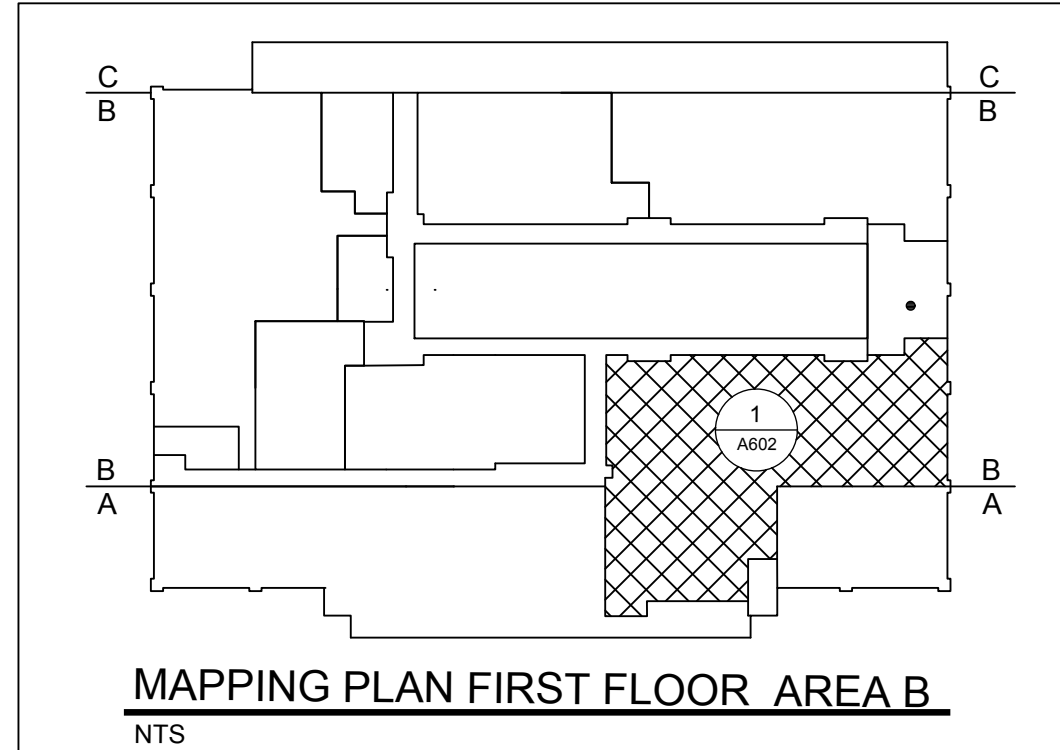 C C
B B
1
A602
B B
A A
MAPPING PLAN FIRST FLOOR AREA B
NTS